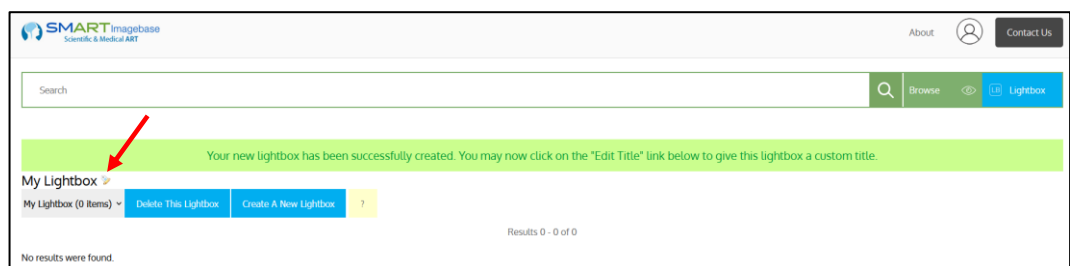 SMART Imagebase
Scientific & Medical ART
About
Contact Us
Search
Browse
LB Lightbox
Your new lightbox has been successfully created. You may now click on the "Edit Title" link below to give this lightbox a custom title.
My Lightbox
My Lightbox (0 items)
Delete This Lightbox
Create A New Lightbox
?
Results 0 - 0 of 0
No results were found.